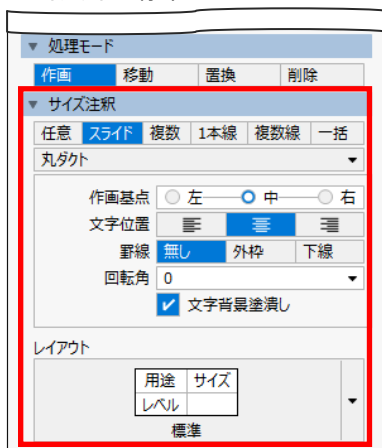 処理モード
作画 移動 置換 削除
サイズ注釈
任意 スライド 複数 1本線 複数線 一括
丸ダクト
作画基点 左 中 右
文字位置
罫線 無し 外枠 下線
回転角 0
文字背景塗潰し
レイアウト
用途 サイズ
レベル
標準